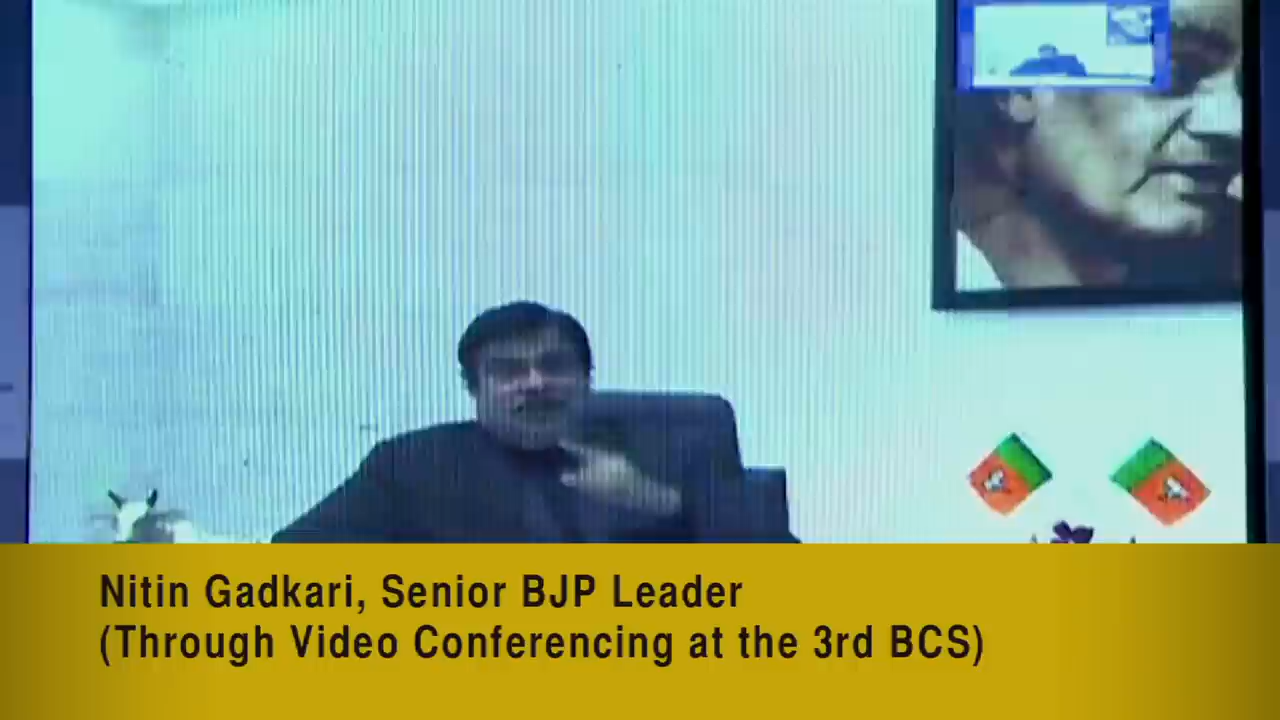 Nitin Gadkari, Senior BJP Leader
(Through Video Conferencing at the 3rd BCS)